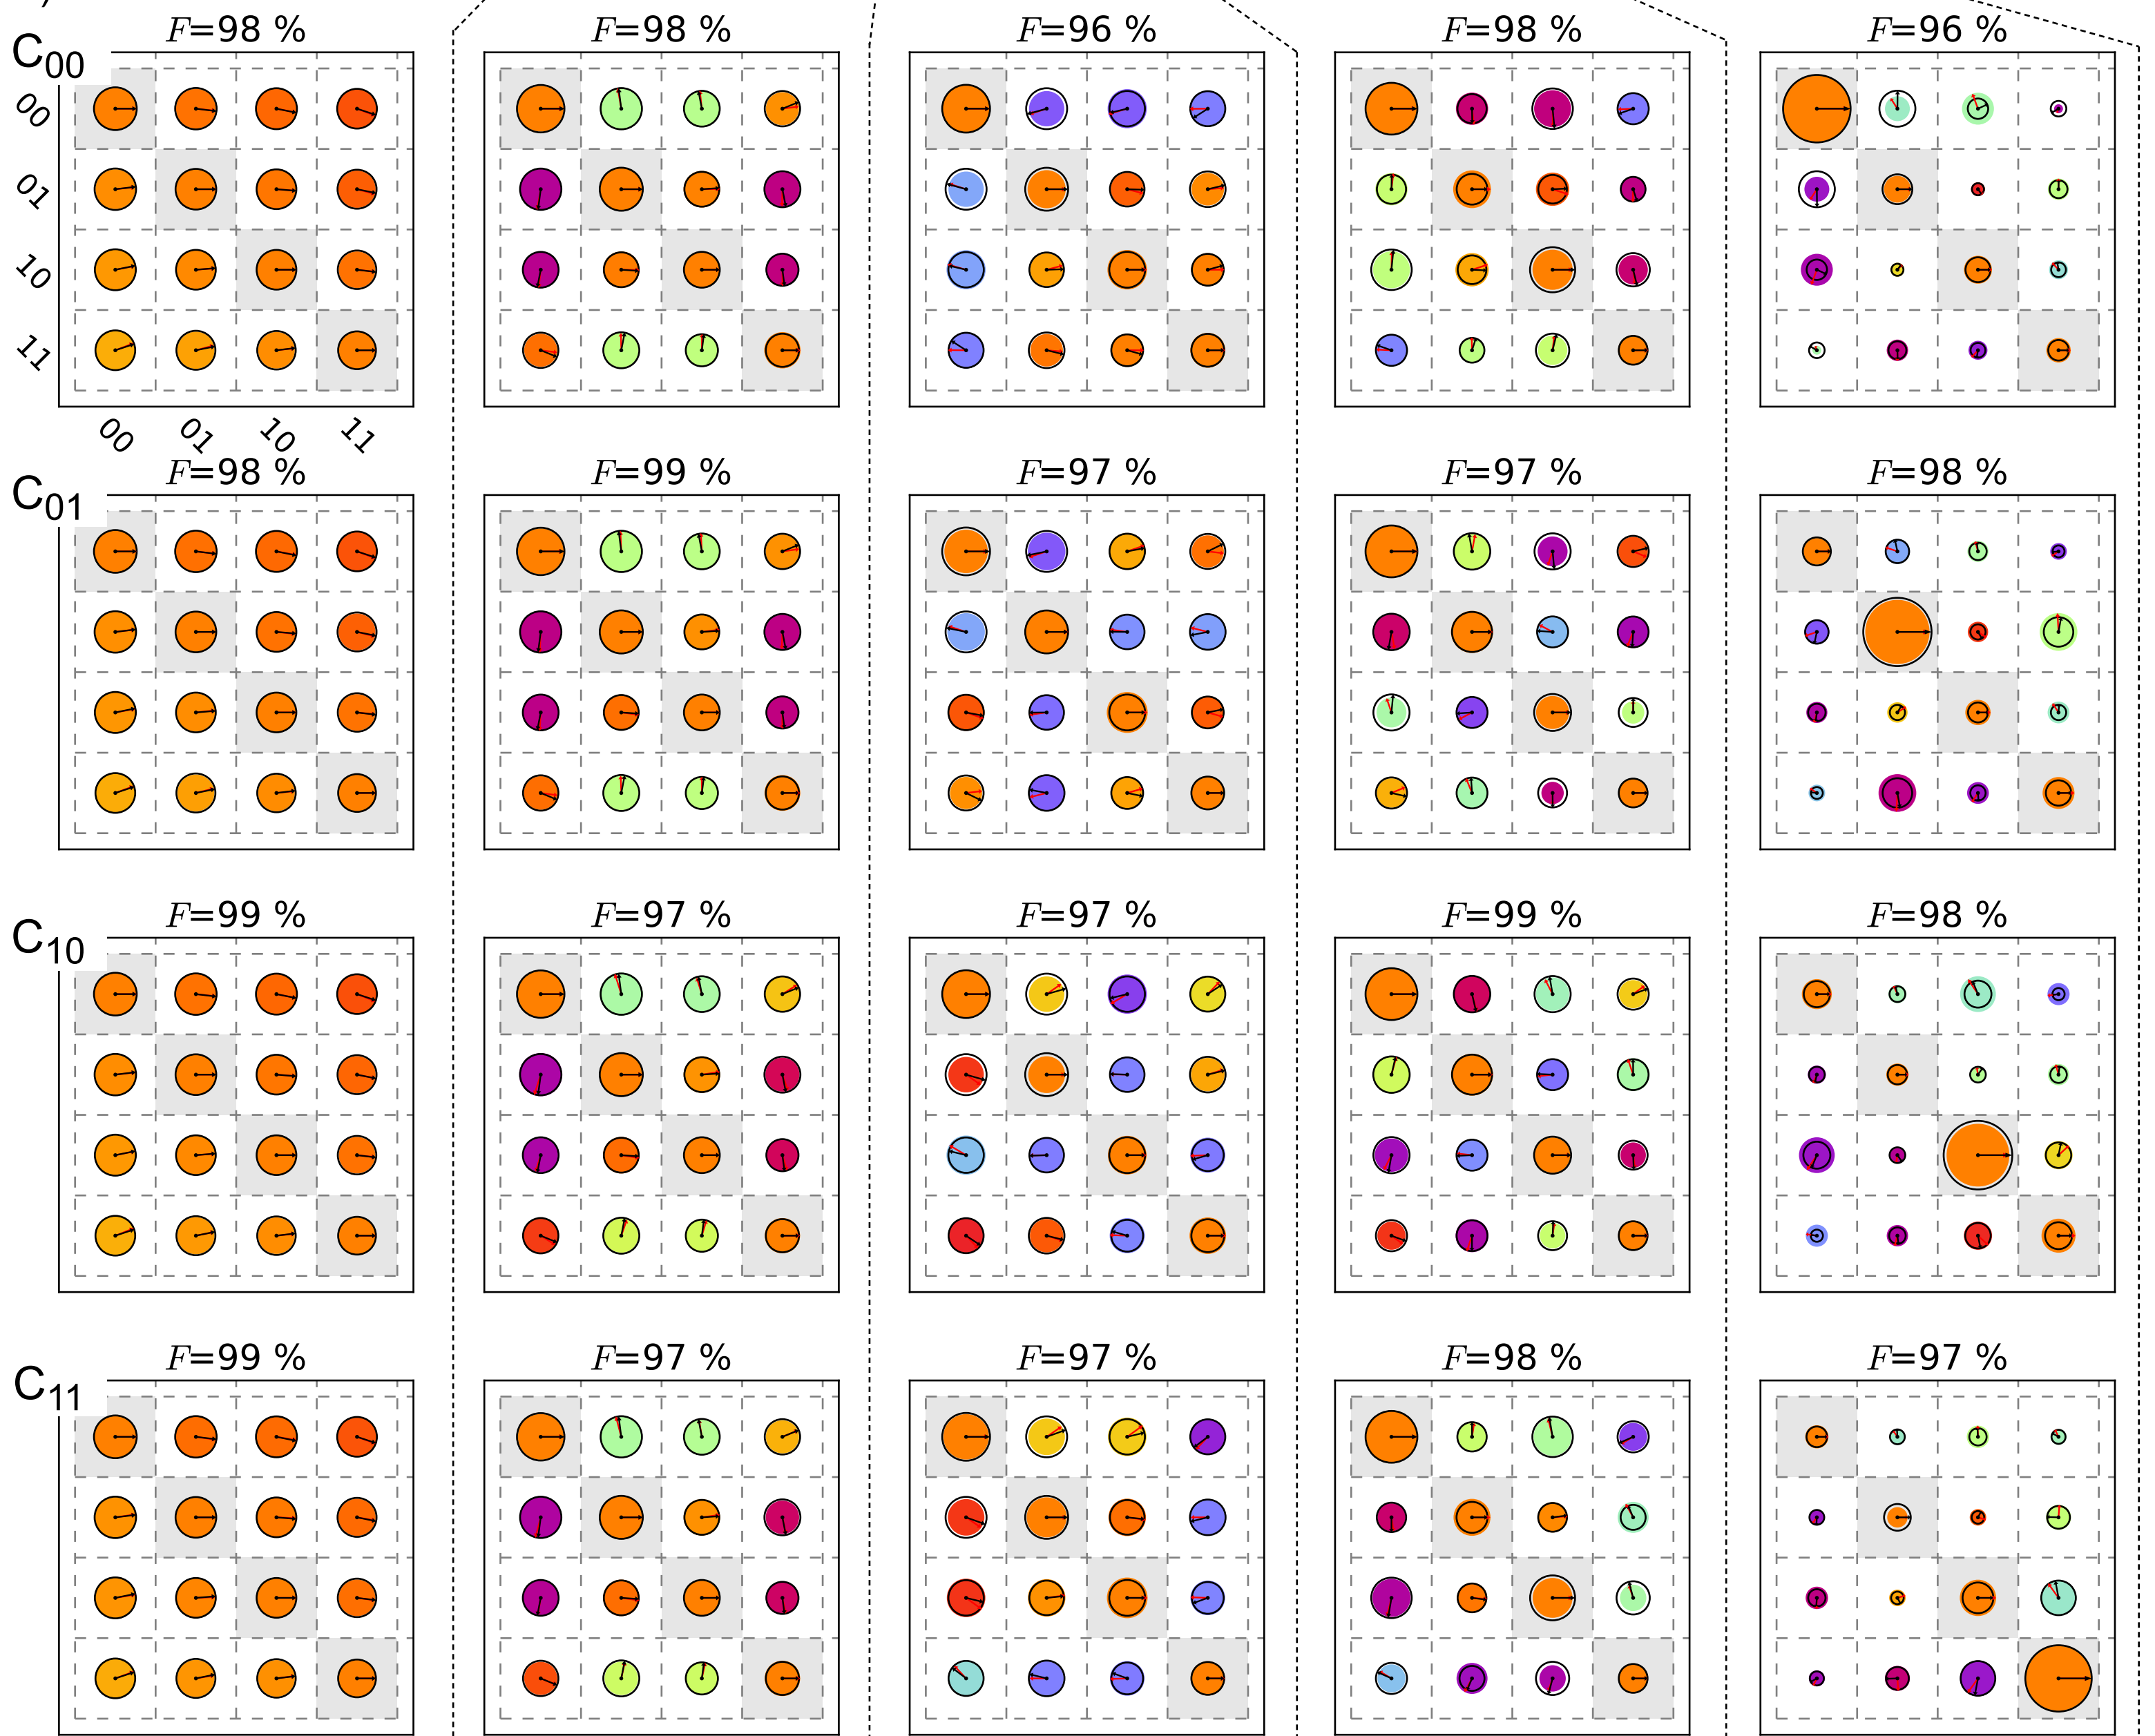 F=98 % F=98 % F=96 % F=98 % F=96 %
C00
00
01
10
11
00 01 10 11
F=98 % F=99 % F=97 % F=97 % F=98 %
C01
F=99 % F=97 % F=97 % F=99 % F=98 %
C10
F=99 % F=97 % F=97 % F=98 % F=97 %
C11